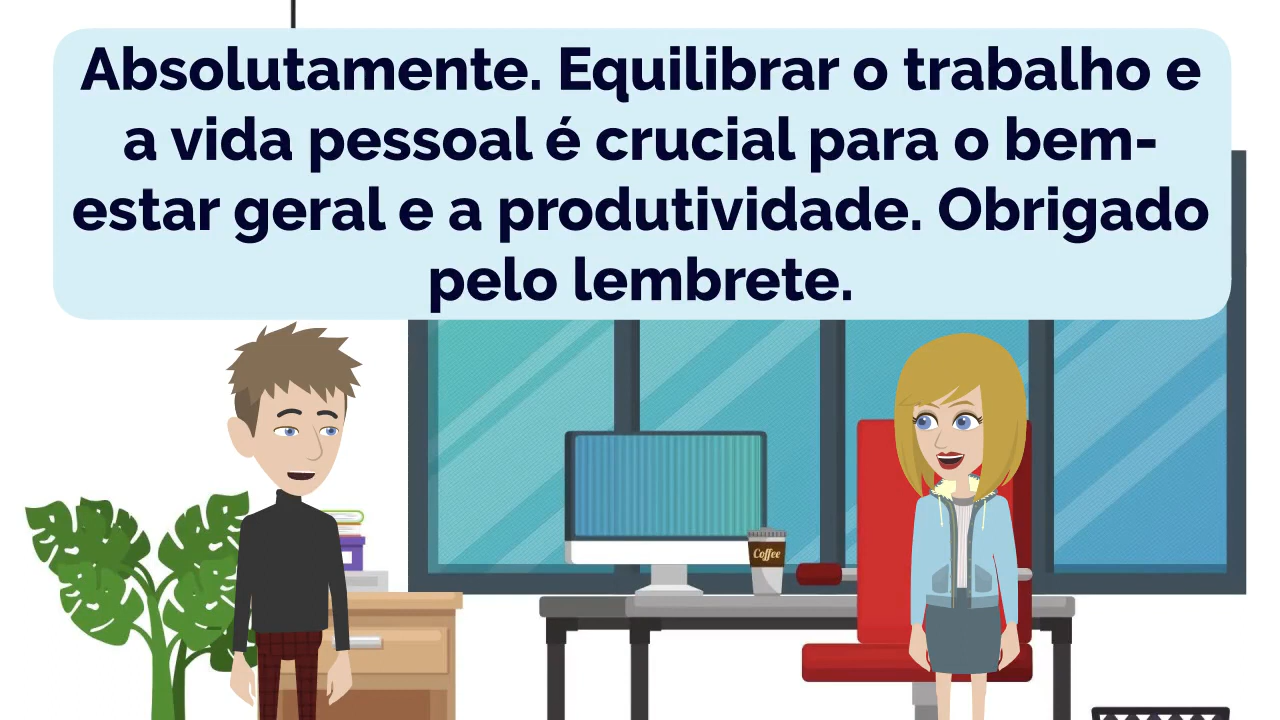 Absolutamente. Equilibrar o trabalho e
a vida pessoal é crucial para o bem-
estar geral e a produtividade. Obrigado
pelo lembrete.
Coffee